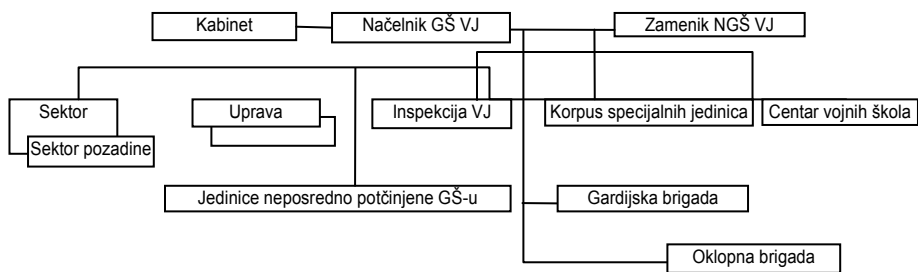 Kabinet
Načelnik GŠ VJ
Zamenik NGŠ VJ
Sektor
Uprava
Inspekcija VJ
Korpus specijalnih jedinica
Centar vojnih škola
Sektor pozadine
Jedinice neposredno potčinjene GŠ-u
Gardijska brigada
Oklopna brigada